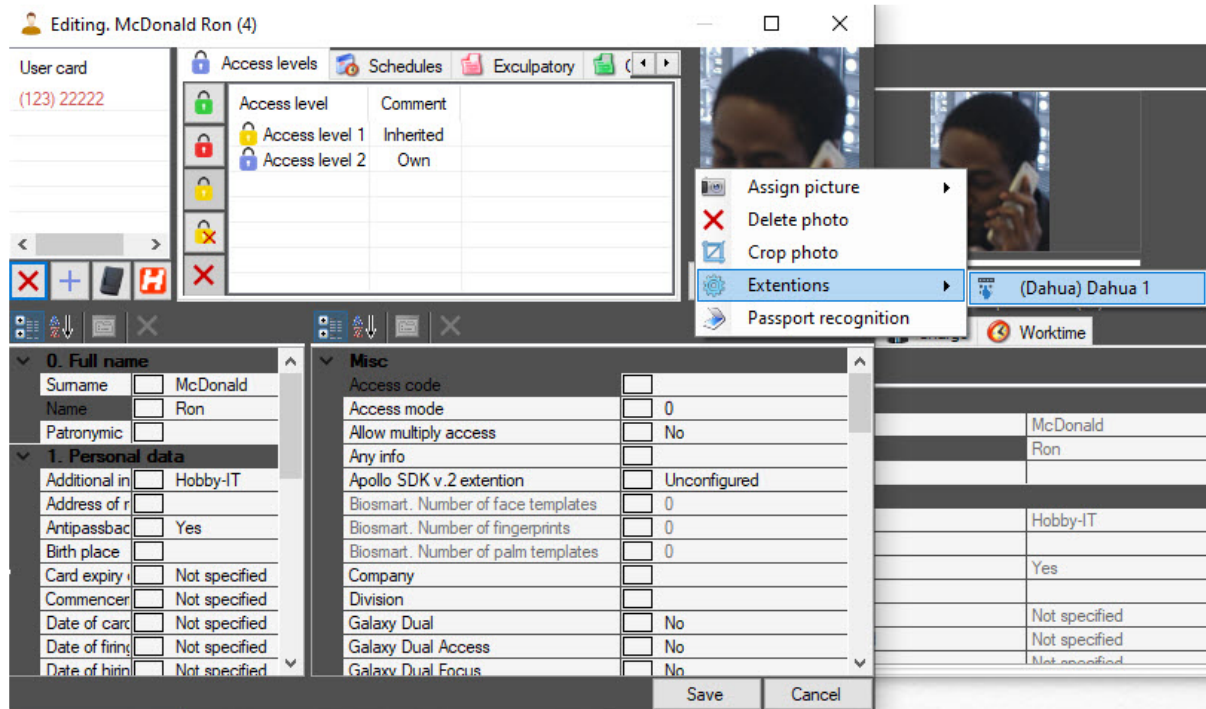 Editing. McDonald Ron (4)
User card
(123) 22222
Access levels
Schedules
Exculpatory
Access level Comment
Access level 1 Inherited
Access level 2 Own
Assign picture
Delete photo
Crop photo
Extentions
Passport recognition
(Dahua) Dahua 1
Worktime
0. Full name
Surname McDonald
Name Ron
Patronymic
1. Personal data
Additional in Hobby-IT
Address of r
Antipassbac Yes
Birth place
Card expiry Not specified
Commencer Not specified
Date of card Not specified
Date of firing Not specified
Date of hirin Not specified
Misc
Access code
Access mode 0
Allow multiply access No
Any info
Apollo SDK v.2 extention Unconfigured
Biosmart. Number of face templates 0
Biosmart. Number of fingerprints 0
Biosmart. Number of palm templates 0
Company
Division
Galaxy Dual No
Galaxy Dual Access No
Galaxy Dual Focus No
McDonald
Ron
Hobby-IT
Yes
Not specified
Not specified
Not specified
Save Cancel